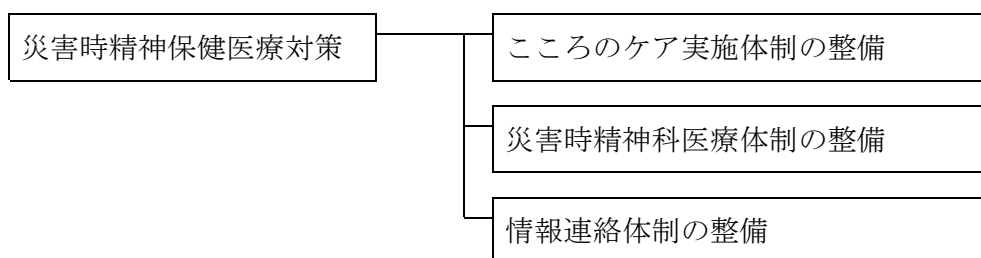 災害時精神保健医療対策
こころのケア実施体制の整備
災害時精神科医療体制の整備
情報連絡体制の整備